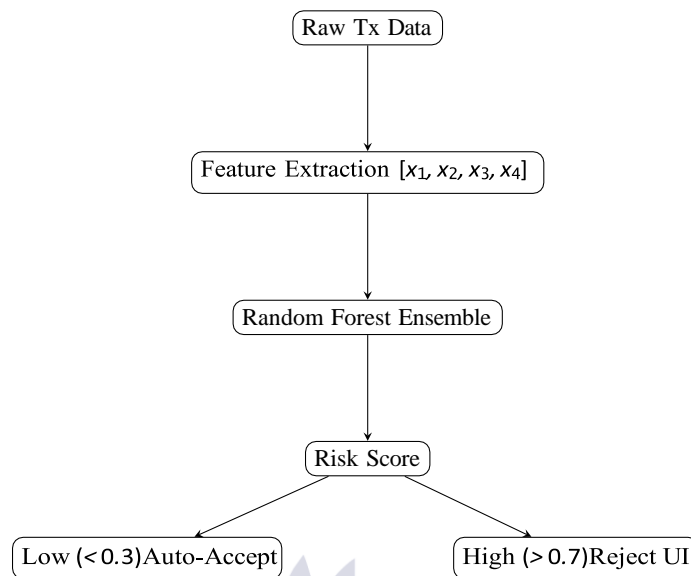 Raw Tx Data
Feature Extraction [x₁, x₂, x₃, x₄]
Random Forest Ensemble
Risk Score
Low (<0.3)Auto-Accept
High (>0.7)Reject UI